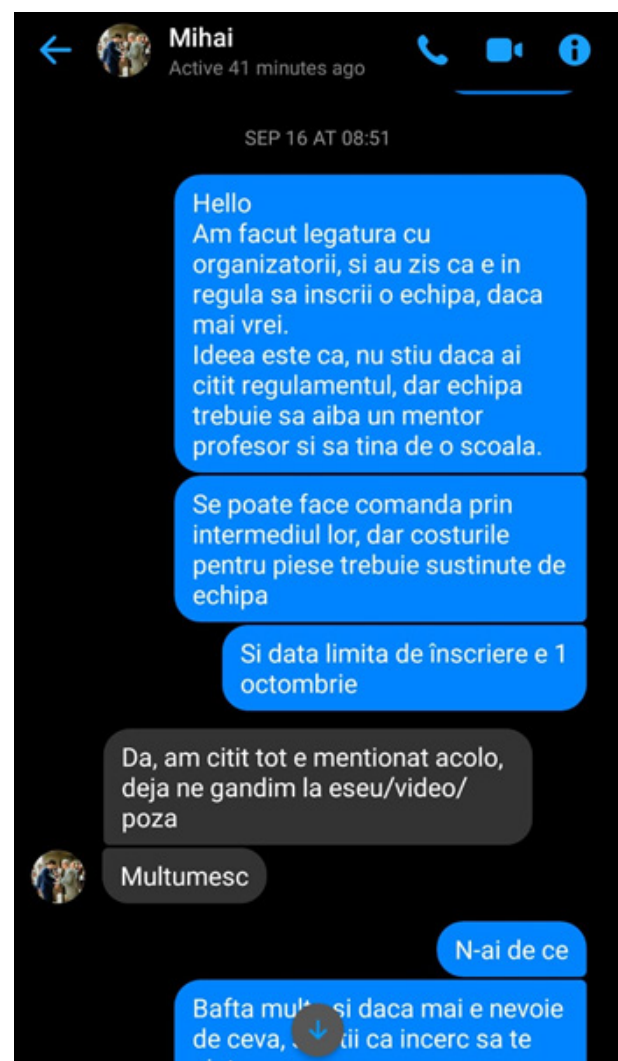 Mihai
Active 41 minutes ago
SEP 16 AT 08:51
Hello
Am facut legatura cu
organizatorii, si au zis ca e in
regula sa inscrii o echipa, daca
mai vrei.
Ideea este ca, nu stiu daca ai
citit regulamentul, dar echipa
trebuie sa aiba un mentor
profesor si sa tina de o scoala.
Se poate face comanda prin
intermediul lor, dar costurile
pentru piese trebuie sustinute de
echipa
Si data limita de înscriere e 1
octombrie
Da, am citit tot e mentionat acolo,
deja ne gandim la eseu/video/
poza
Multumesc
N-ai de ce
Bafta si daca mai e nevoie
de ceva, ca incerc sa te